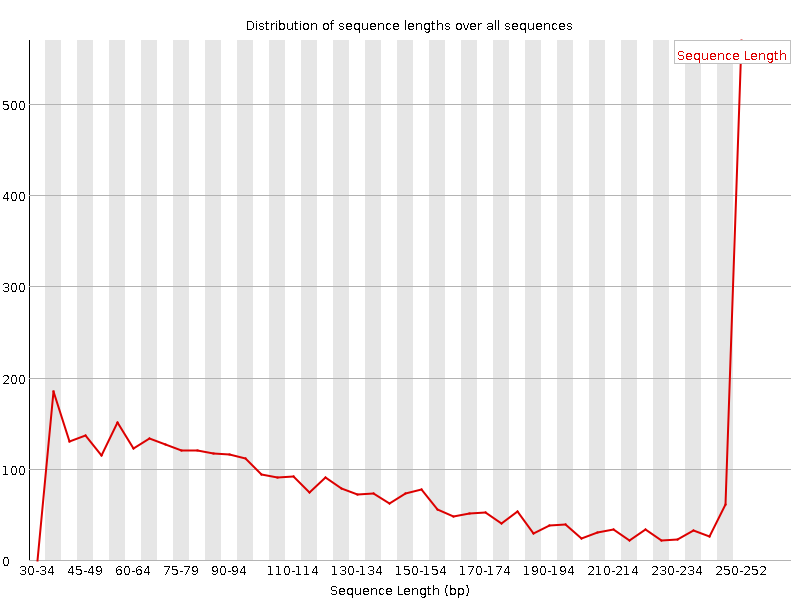 Distribution of sequence lengths over all sequences
Sequence Length
500
400
300
200
100
0
30-34 45-49 60-64 75-79 90-94 110-114 130-134 150-154 170-174 190-194 210-214 230-234 250-252
Sequence Length (bp)